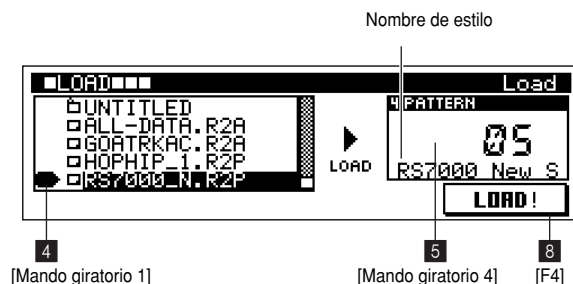 Nombre de estilo
LOAD Load
UNTITLED
ALL-DATA.R2A
GOATRKAC.R2A
HOPHIP_1.R2P
RS7000_N.R2P
LOAD
4 PATTERN
05
RS7000 New S
LOAD!
4 5 8
[Mando giratorio 1] [Mando giratorio 4] [F4]